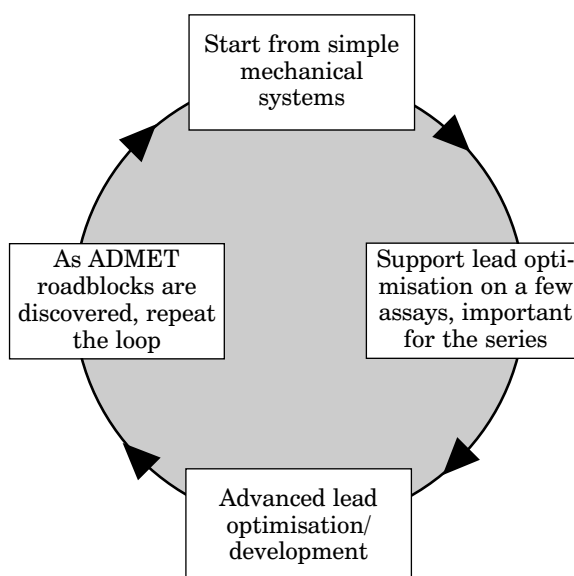 Start from simple
mechanical
systems
Support lead opti-
misation on a few
assays, important
for the series
Advanced lead
optimisation/
development
As ADMET
roadblocks are
discovered, repeat
the loop